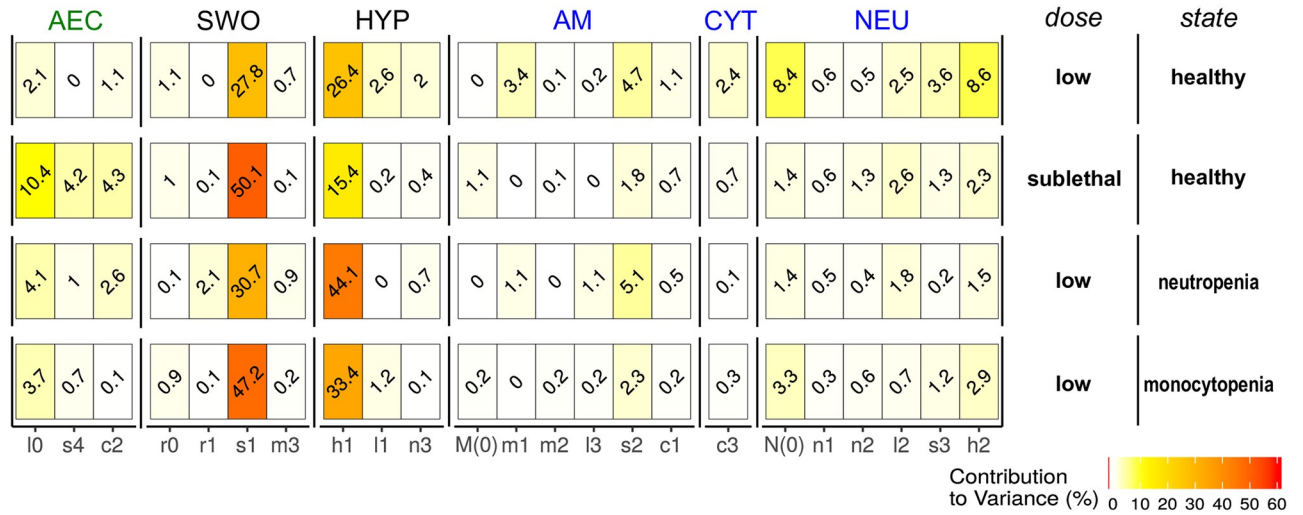 AEC SWO HYP AM CYT NEU dose state
2.1 0 1.1 1.1 0 27.8 0.7 26.4 2.6 2 0 3.4 0.1 0.2 4.7 1.1 2.4 8.4 0.6 0.5 2.5 3.6 8.6 low healthy
10.4 4.2 4.3 1 0.1 50.1 0.1 15.4 0.2 0.4 1.1 0 0.1 0 1.8 0.7 0.7 1.4 0.6 1.3 2.6 1.3 2.3 sublethal healthy
4.1 1 2.6 0.1 2.1 30.7 0.9 44.1 0 0.7 0 1.1 0 1.1 5.1 0.5 0.1 1.4 0.5 0.4 1.8 0.2 1.5 low neutropenia
3.7 0.7 0.1 0.9 0.1 47.2 0.2 33.4 1.2 0.1 0.2 0 0.2 0.2 2.3 0.2 0.3 3.3 0.3 0.6 0.7 1.2 2.9 low monocytopenia
l0 s4 c2 r0 r1 s1 m3 h1 l1 n3 M(0) m1 m2 l3 s2 c1 c3 N(0) n1 n2 l2 s3 h2
Contribution
to Variance (%) 0 10 20 30 40 50 60